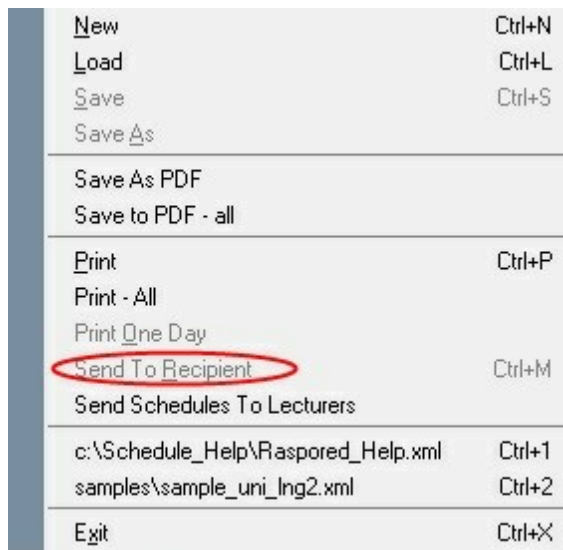 New Ctrl+N
Load Ctrl+L
Save Ctrl+S
Save As
Save As PDF
Save to PDF - all
Print Ctrl+P
Print - All
Print One Day
Send To Recipient Ctrl+M
Send Schedules To Lecturers
c:\Schedule_Help\Raspored_Help.xml Ctrl+1
samples\sample_uni_lng2.xml Ctrl+2
Exit Ctrl+X